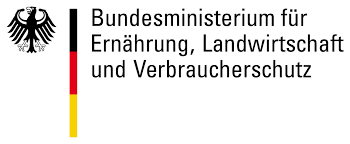 Bundesministerium für
Ernährung, Landwirtschaft
und Verbraucherschutz